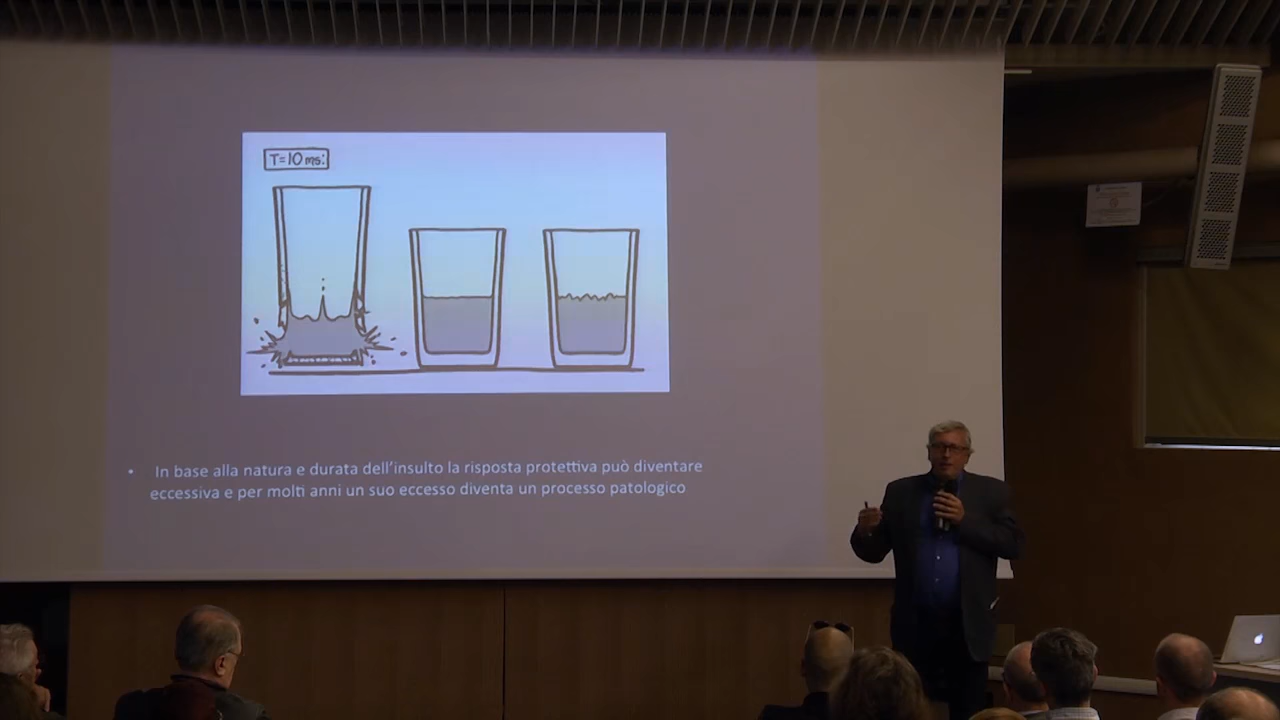 T=10 ms:
• In base alla natura e durata dell'insulto la risposta protettiva può diventare
eccessiva e per molti anni un suo eccesso diventa un processo patologico